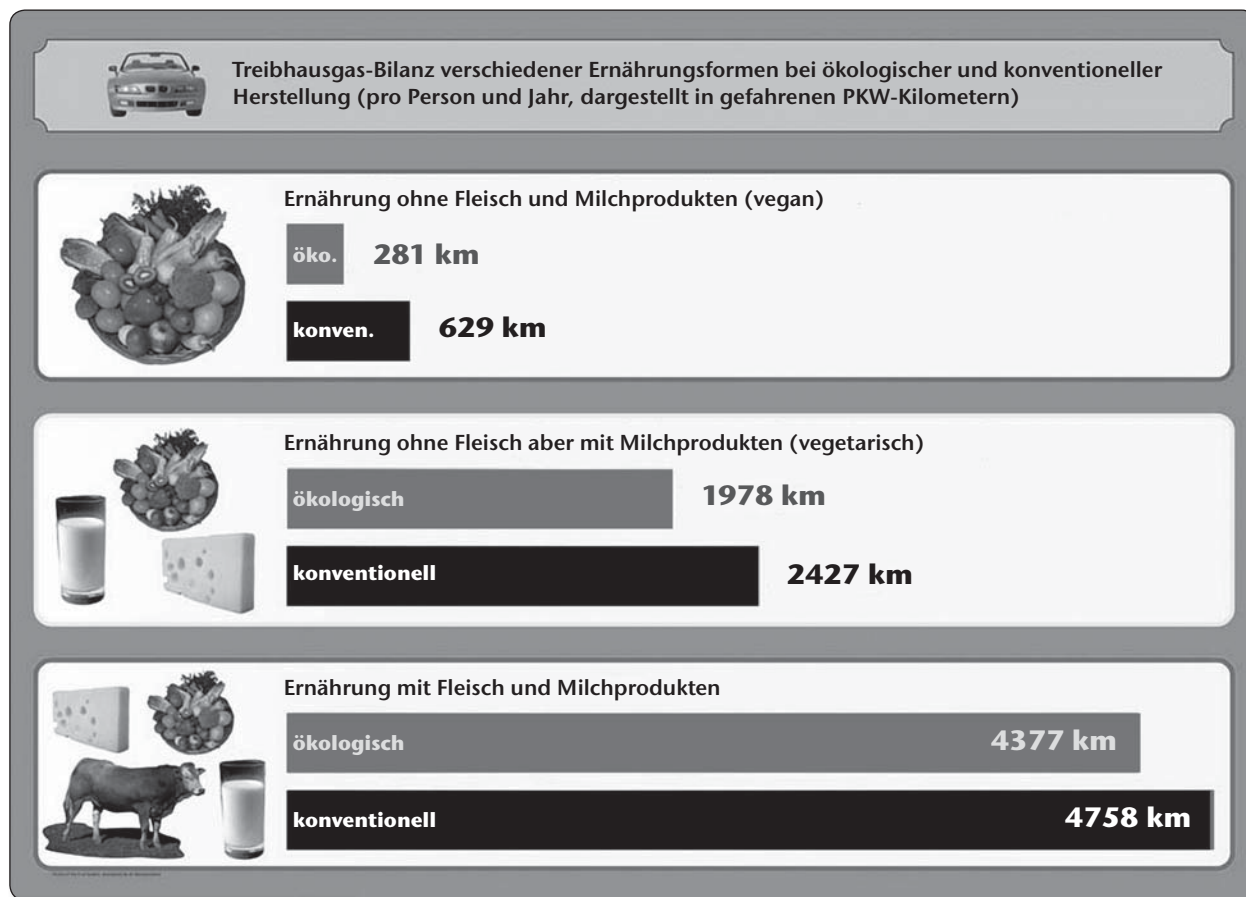 Treibhausgas-Bilanz verschiedener Ernährungsformen bei ökologischer und konventioneller
Herstellung (pro Person und Jahr, dargestellt in gefahrenen PKW-Kilometern)
Ernährung ohne Fleisch und Milchprodukten (vegan)
öko. 281 km
konven. 629 km
Ernährung ohne Fleisch aber mit Milchprodukten (vegetarisch)
ökologisch 1978 km
konventionell 2427 km
Ernährung mit Fleisch und Milchprodukten
ökologisch 4377 km
konventionell 4758 km